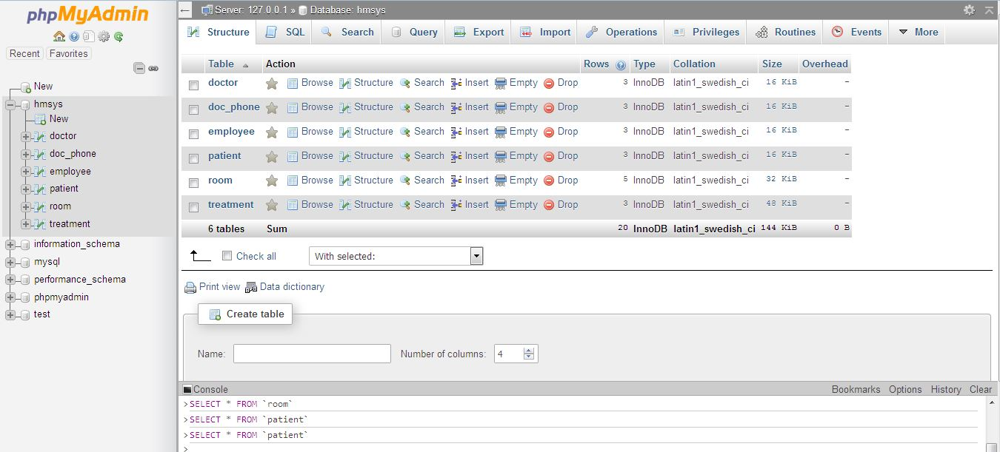 phpMyAdmin
Recent Favorites
New
hmsys
New
doctor
doc_phone
employee
patient
room
treatment
information_schema
mysql
performance_schema
phpmyadmin
test
Server: 127.0.0.1 » Database: hmsys
Structure SQL Search Query Export Import Operations Privileges Routines Events More
Table Action Rows Type Collation Size Overhead
doctor Browse Structure Search Insert Empty Drop 3 InnoDB latin1_swedish_ci 16 KiB -
doc_phone Browse Structure Search Insert Empty Drop 3 InnoDB latin1_swedish_ci 16 KiB -
employee Browse Structure Search Insert Empty Drop 3 InnoDB latin1_swedish_ci 16 KiB -
patient Browse Structure Search Insert Empty Drop 3 InnoDB latin1_swedish_ci 16 KiB -
room Browse Structure Search Insert Empty Drop 5 InnoDB latin1_swedish_ci 32 KiB -
treatment Browse Structure Search Insert Empty Drop 3 InnoDB latin1_swedish_ci 48 KiB -
6 tables Sum 20 InnoDB latin1_swedish_ci 144 KiB 0 B
Check all With selected:
Print view Data dictionary
Create table
Name: Number of columns: 4
Console Bookmarks Options History Clear
>SELECT * FROM `room`
>SELECT * FROM `patient`
>SELECT * FROM `patient`
>